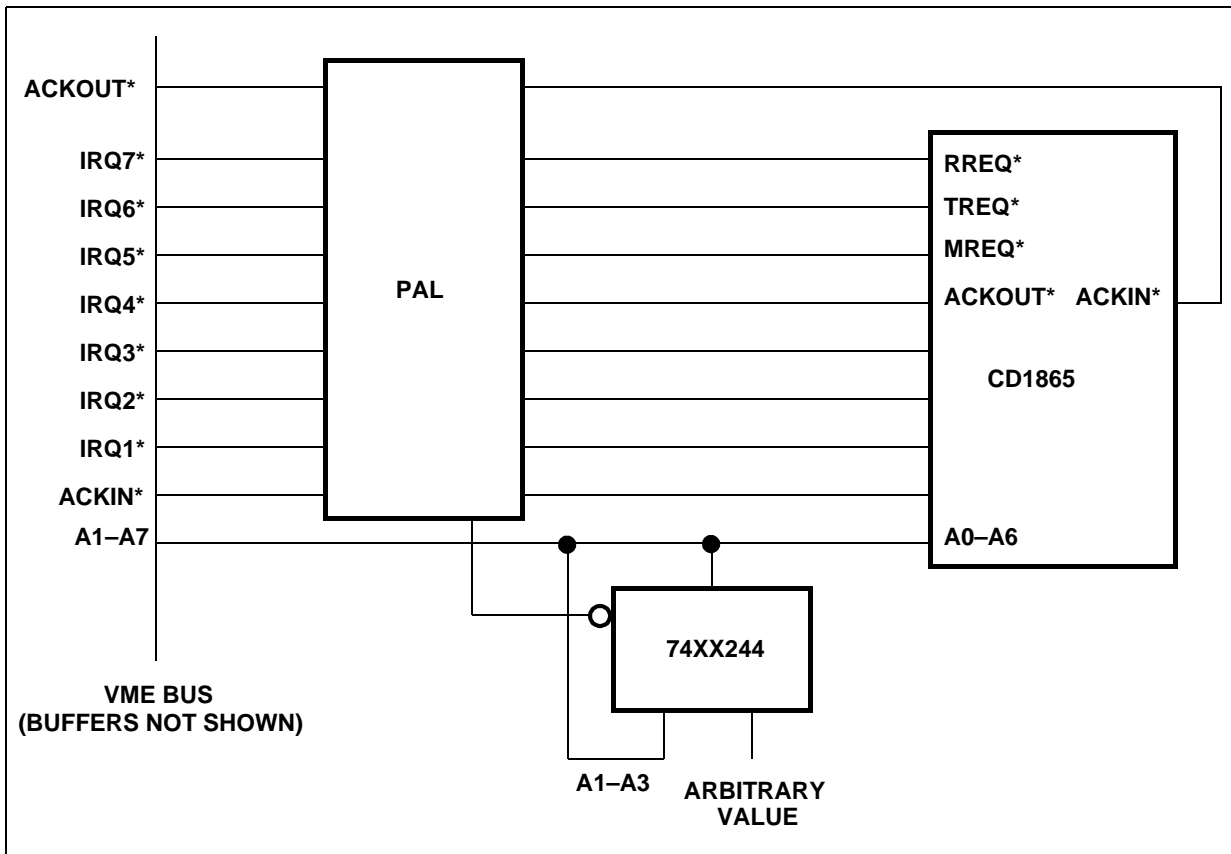 ACKOUT*
IRQ7*
IRQ6*
IRQ5*
IRQ4*
IRQ3*
IRQ2*
IRQ1*
ACKIN*
A1–A7
VME BUS
(BUFFERS NOT SHOWN)
PAL
RREQ*
TREQ*
MREQ*
ACKOUT* ACKIN*
CD1865
A0–A6
74XX244
A1–A3
ARBITRARY
VALUE